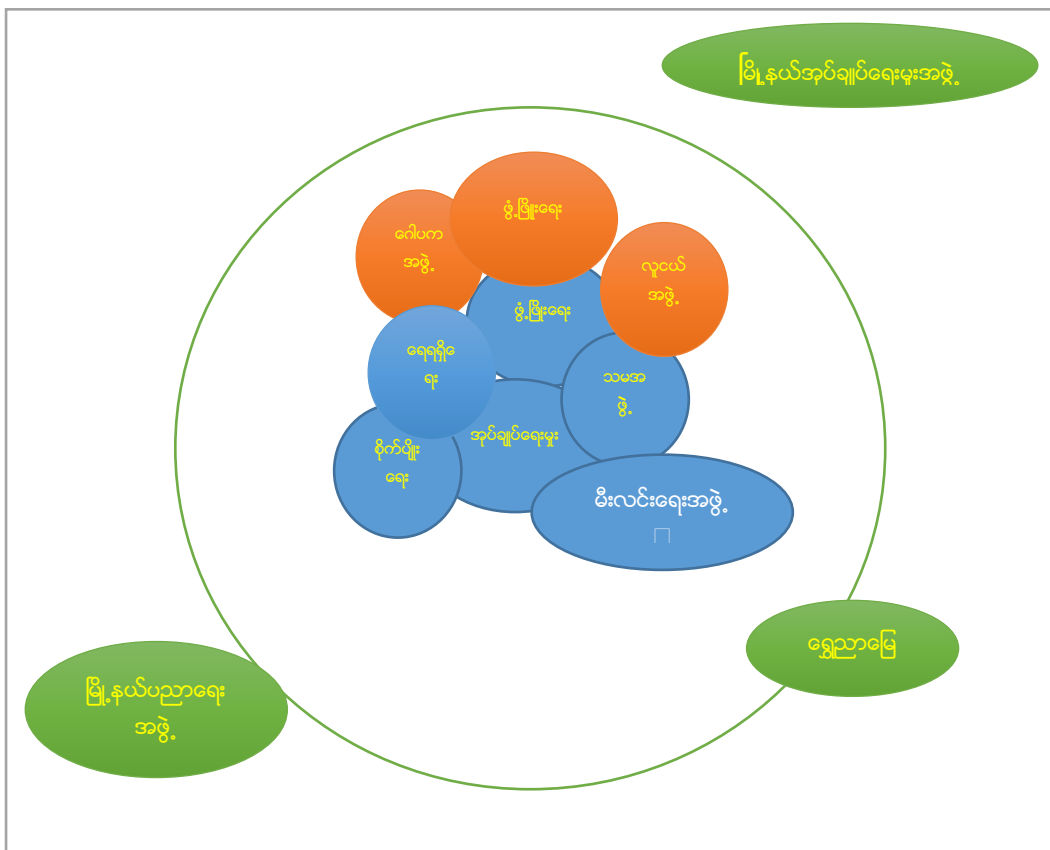 မြို့နယ်အုပ်ချုပ်ရေးမှူးအဖွဲ့
ဖွံ့ဖြိုးရေး
ဂေါပက
အဖွဲ့
လူငယ်
အဖွဲ့
ဖွံ့ဖြိုးရေး
ရေရရှိရေ
ရး
သမအ
ဖွဲ့
အုပ်ချုပ်ရေးမှုး
စိုက်ပျိုး
ရေး
မီးလင်းရေးအဖွဲ့
ရွှေညာမြေ
မြို့နယ်ပညာရေး
အဖွဲ့